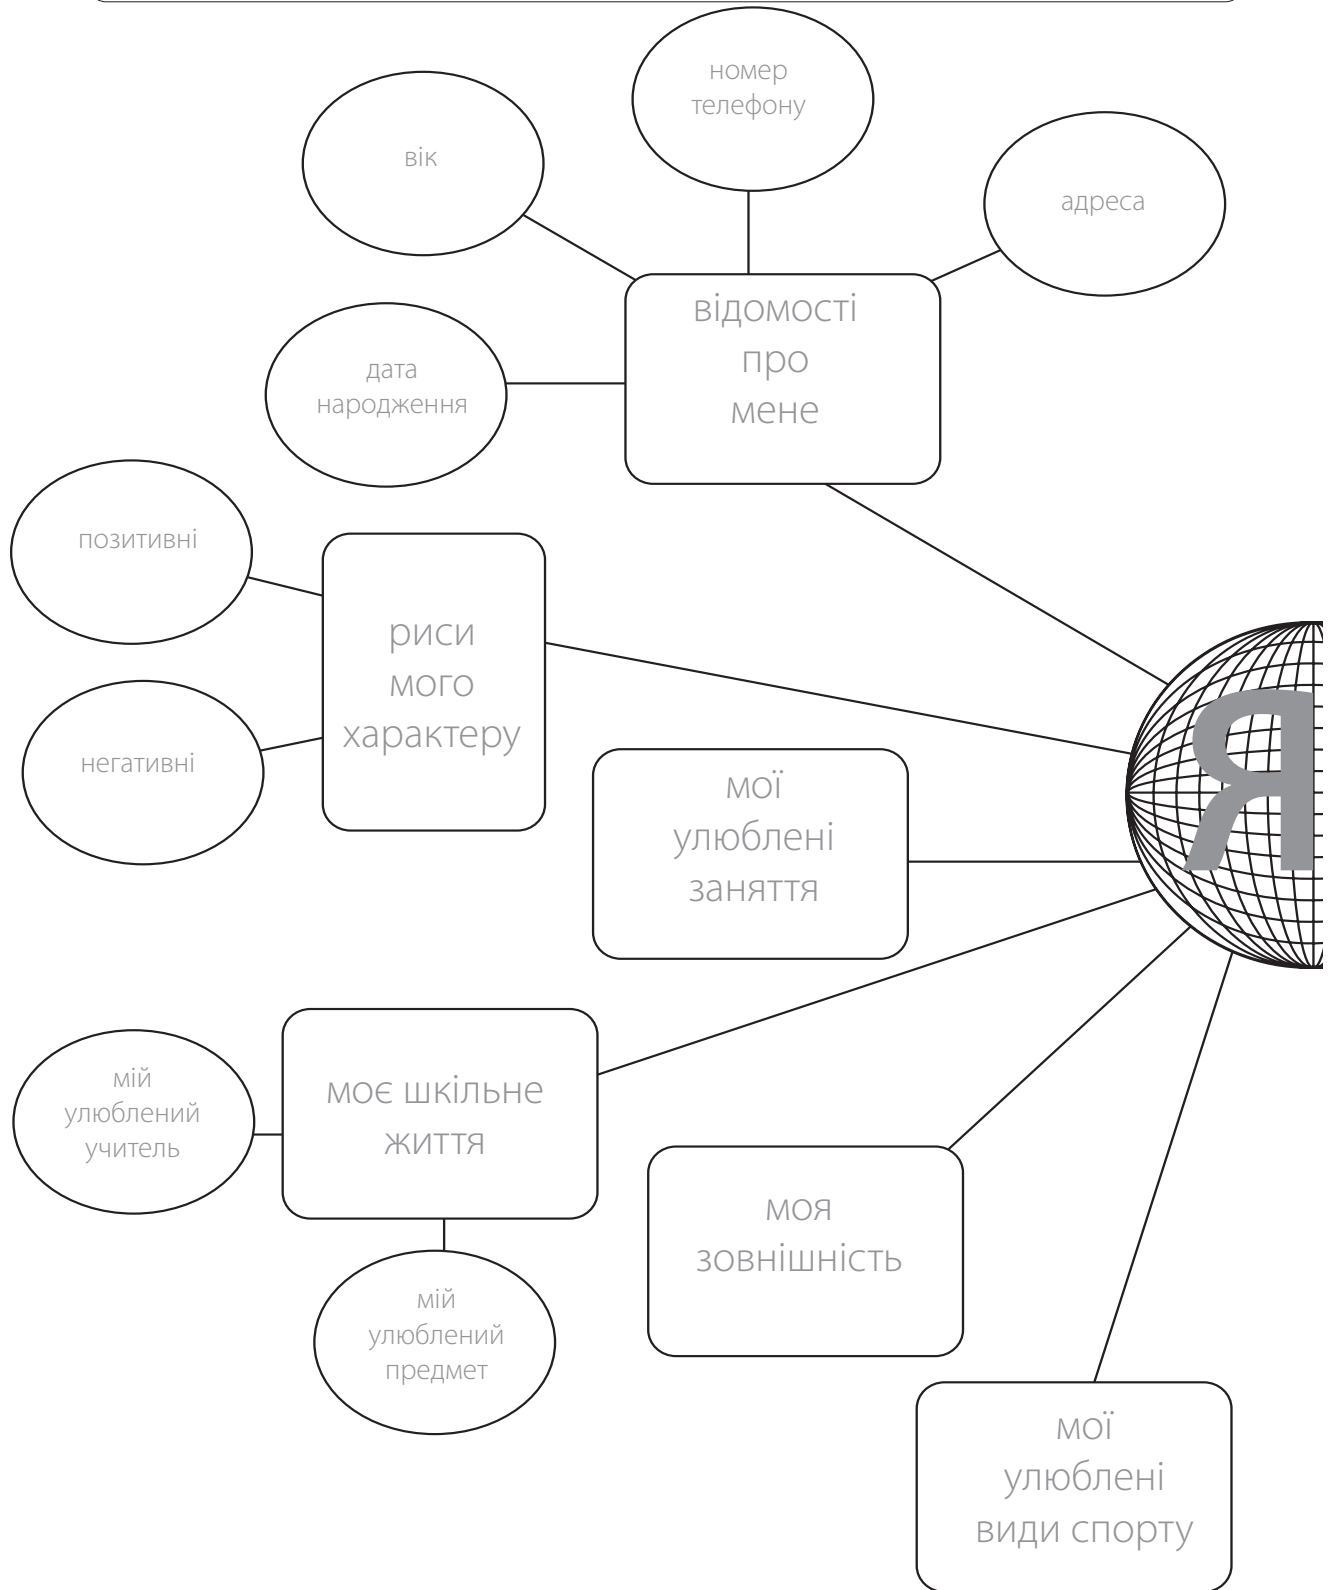 номер
телефону
вік
адреса
відомості
про
мене
дата
народження
позитивні
риси
мого
характеру
негативні
мої
улюблені
заняття
Я
мій
улюблений
учитель
моє шкільне
життя
моя
зовнішність
мій
улюблений
предмет
мої
улюблені
види спорту